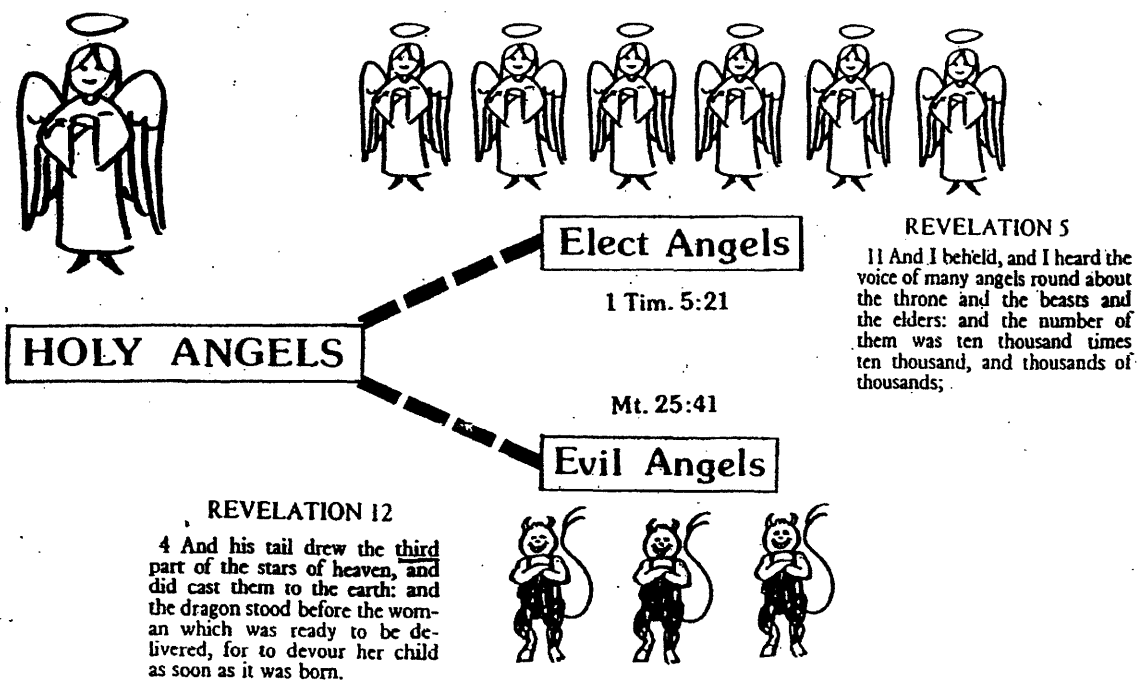 Elect Angels
1 Tim. 5:21
REVELATION 5
11 And I beheld, and I heard the
voice of many angels round about
the throne and the beasts and
the elders: and the number of
them was ten thousand times
ten thousand, and thousands of
thousands;
HOLY ANGELS
Mt. 25:41
Evil Angels
REVELATION 12
4 And his tail drew the third
part of the stars of heaven, and
did cast them to the earth: and
the dragon stood before the wom-
an which was ready to be de-
livered, for to devour her child
as soon as it was born.